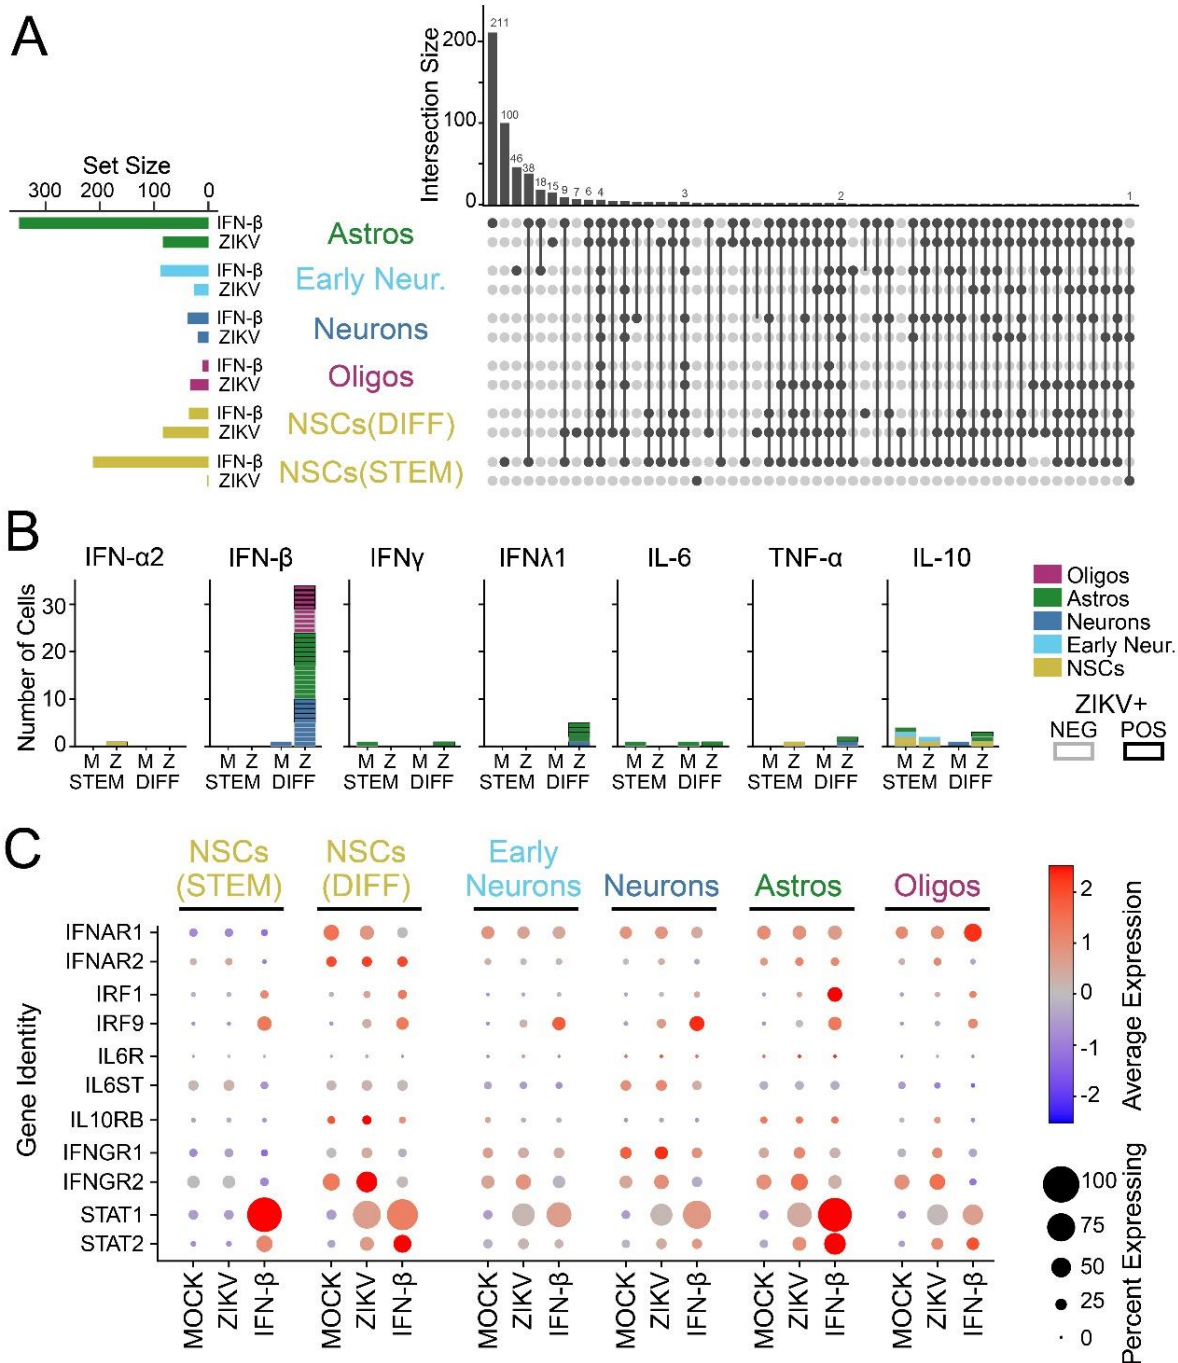 A
Intersection Size
200
100
0
211
100
46
38
18
15
9
7
6
4
3
2
1
Set Size
300 200 100 0
IFN-β
ZIKV
Astros
IFN-β
ZIKV
Early Neur.
IFN-β
ZIKV
Neurons
IFN-β
ZIKV
Oligos
IFN-β
ZIKV
NSCs(DIFF)
IFN-β
ZIKV
NSCs(STEM)
B
IFN-α2 IFN-β IFNγ IFNλ1 IL-6 TNF-α IL-10
Number of Cells
30
20
10
0
M Z M Z M Z M Z M Z M Z M Z M Z M Z M Z M Z M Z M Z M Z
STEM DIFF STEM DIFF STEM DIFF STEM DIFF STEM DIFF STEM DIFF STEM DIFF
Oligos
Astros
Neurons
Early Neur.
NSCs
ZIKV+
NEG POS
C
NSCs
(STEM)
NSCs
(DIFF)
Early
Neurons
Neurons
Astros
Oligos
Gene Identity
IFNAR1
IFNAR2
IRF1
IRF9
IL6R
IL6ST
IL10RB
IFNGR1
IFNGR2
STAT1
STAT2
MOCK ZIKV IFN-β MOCK ZIKV IFN-β MOCK ZIKV IFN-β MOCK ZIKV IFN-β MOCK ZIKV IFN-β MOCK ZIKV IFN-β
2
1
0
-1
-2
Average Expression
100
75
50
25
0
Percent Expressing